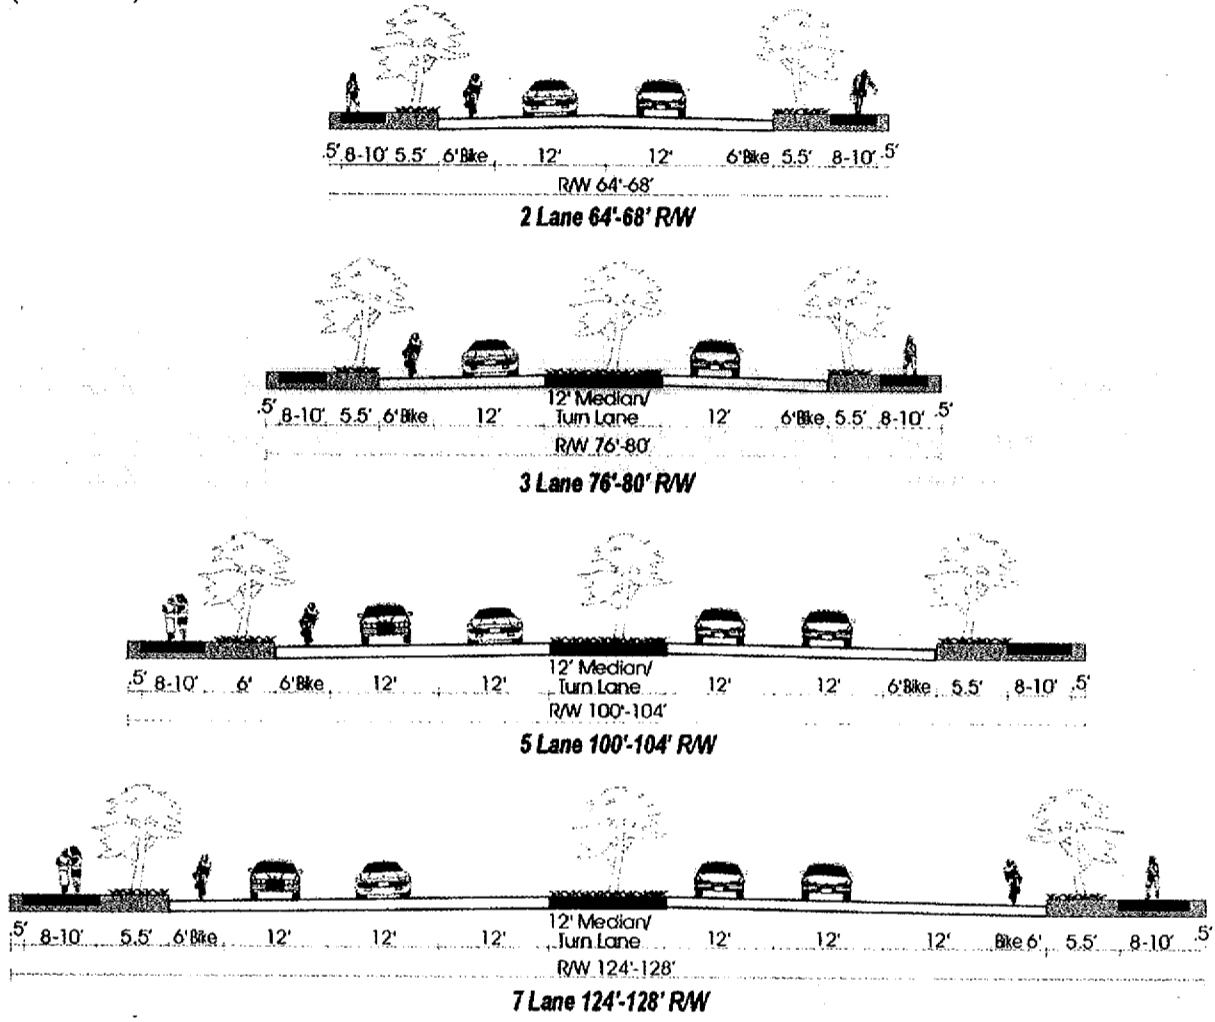 .5' 8-10' 5.5' 6' Bike 12' 12' 6' Bike 5.5' 8-10' .5'
R/W 64'-68'
2 Lane 64'-68' R/W
.5' 8-10' 5.5' 6' Bike 12' 12' Median/ Turn Lane 12' 6' Bike 5.5' 8-10' .5'
R/W 76'-80'
3 Lane 76'-80' R/W
.5' 8-10' 6' 6' Bike 12' 12' 12' Median/ Turn Lane 12' 12' 6' Bike 5.5' 8-10' .5'
R/W 100'-104'
5 Lane 100'-104' R/W
.5' 8-10' 5.5' 6' Bike 12' 12' 12' 12' Median/ Turn Lane 12' 12' 12' Bike 6' 5.5' 8-10' .5'
R/W 124'-128'
7 Lane 124'-128' R/W